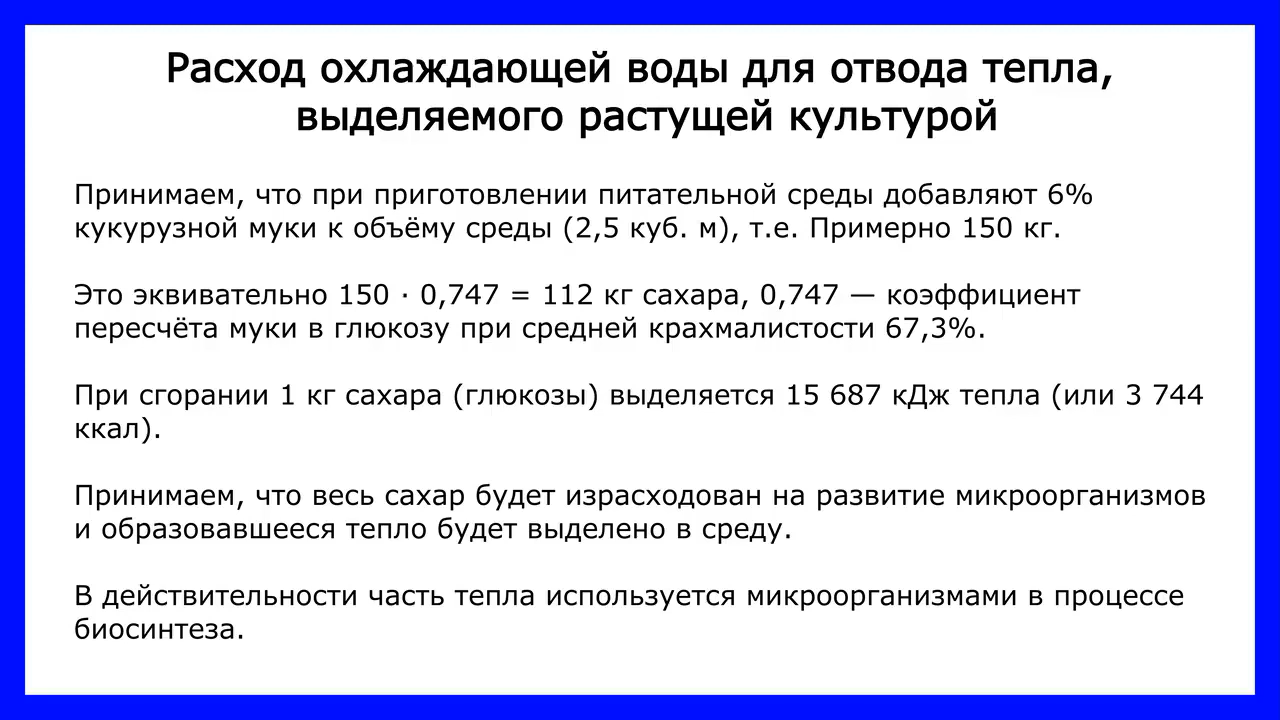 Расход охлаждающей воды для отвода тепла,
выделяемого растущей культурой
Принимаем, что при приготовлении питательной среды добавляют 6%
кукурузной муки к объёму среды (2,5 куб. м), т.е. Примерно 150 кг.
Это эквивательно 150 · 0,747 = 112 кг сахара, 0,747 — коэффициент
пересчёта муки в глюкозу при средней крахмалистости 67,3%.
При сгорании 1 кг сахара (глюкозы) выделяется 15 687 кДж тепла (или 3 744
ккал).
Принимаем, что весь сахар будет израсходован на развитие микроорганизмов
и образовавшееся тепло будет выделено в среду.
В действительности часть тепла используется микроорганизмами в процессе
биосинтеза.